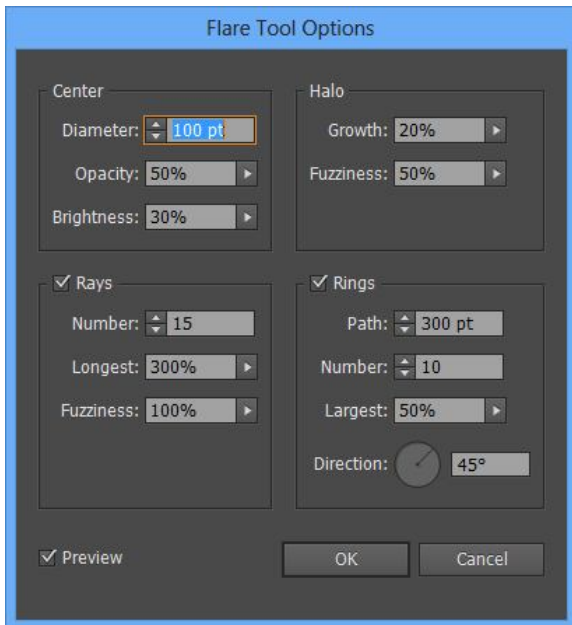 Flare Tool Options
Center
Diameter: 100 pt
Opacity: 50%
Brightness: 30%
Halo
Growth: 20%
Fuzziness: 50%
Rays
Number: 15
Longest: 300%
Fuzziness: 100%
Rings
Path: 300 pt
Number: 10
Largest: 50%
Direction: 45°
Preview
OK
Cancel